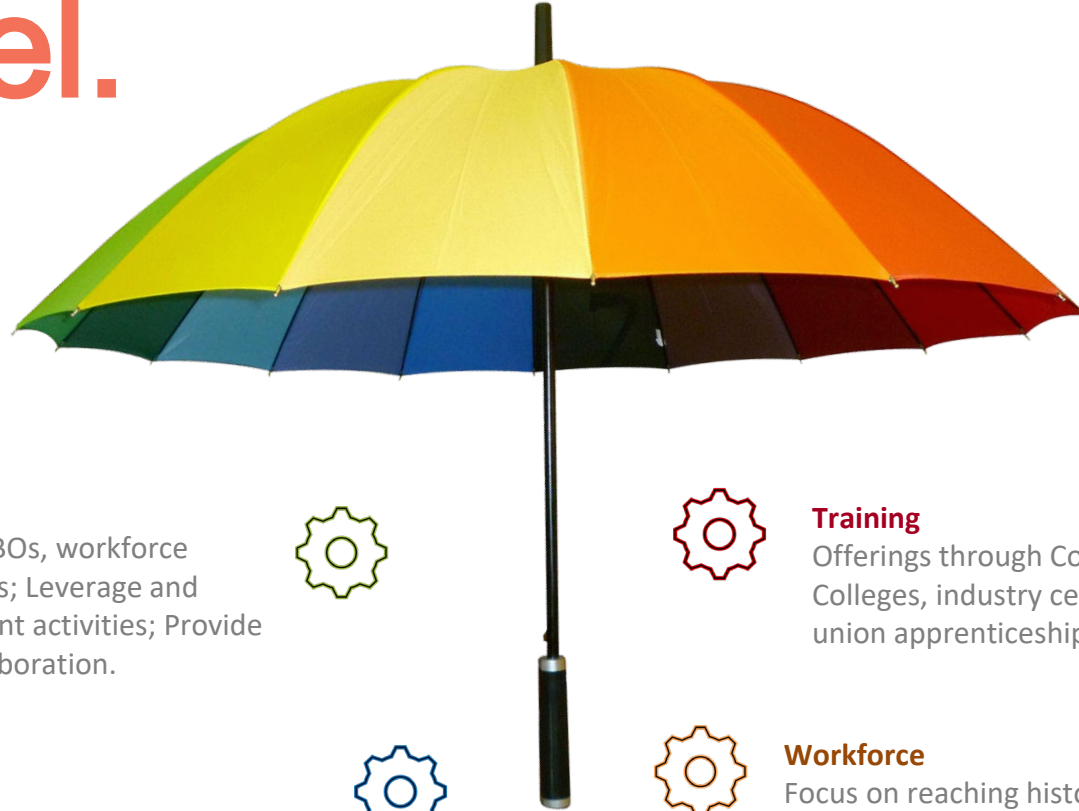 el.
BOs, workforce
s; Leverage and
nt activities; Provide
boration.
Training
Offerings through Co
Colleges, industry ce
union apprenticeship
Workforce
Focus on reaching histo